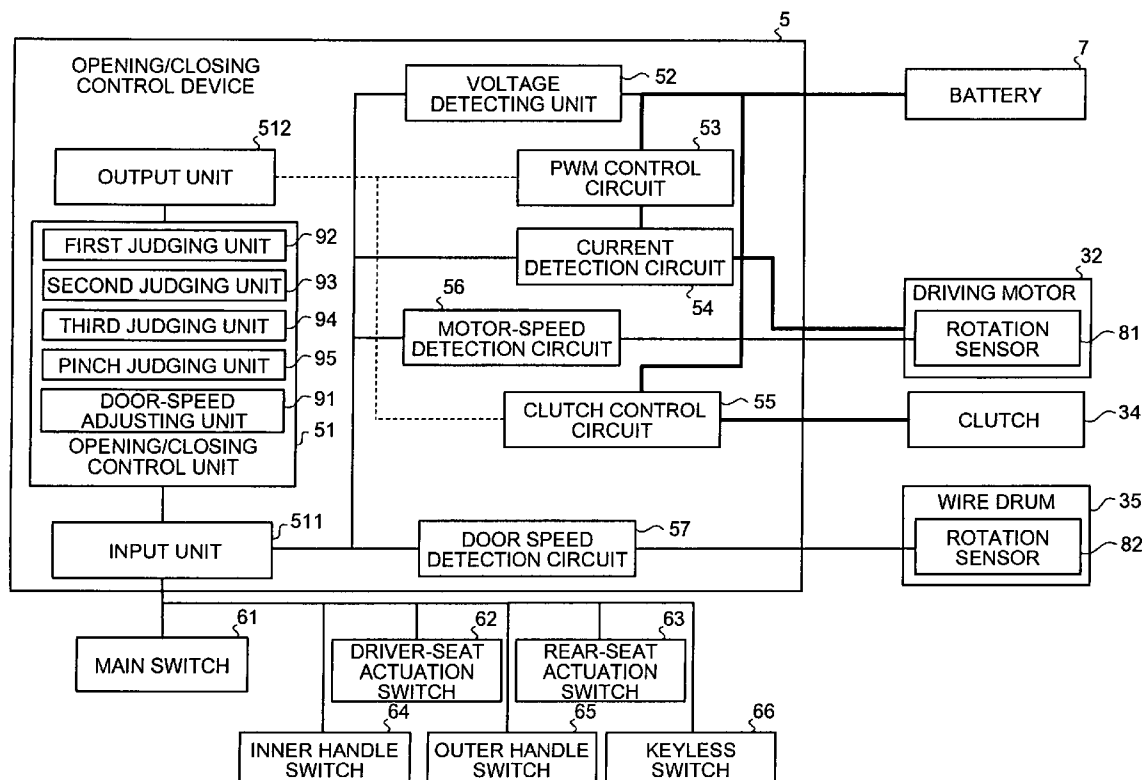 5
OPENING/CLOSING
CONTROL DEVICE
VOLTAGE
DETECTING UNIT
52
7
BATTERY
512
OUTPUT UNIT
53
PWM CONTROL
CIRCUIT
FIRST JUDGING UNIT
92
SECOND JUDGING UNIT
93
THIRD JUDGING UNIT
94
PINCH JUDGING UNIT
95
DOOR-SPEED
ADJUSTING UNIT
91
OPENING/CLOSING
CONTROL UNIT
51
CURRENT
DETECTION CIRCUIT
54
56
MOTOR-SPEED
DETECTION CIRCUIT
32
DRIVING MOTOR
ROTATION
SENSOR
81
CLUTCH CONTROL
CIRCUIT
55
CLUTCH
34
511
INPUT UNIT
DOOR SPEED
DETECTION CIRCUIT
57
WIRE DRUM
35
ROTATION
SENSOR
82
61
MAIN SWITCH
62
DRIVER-SEAT
ACTUATION
SWITCH
63
REAR-SEAT
ACTUATION
SWITCH
64
INNER HANDLE
SWITCH
65
OUTER HANDLE
SWITCH
66
KEYLESS
SWITCH